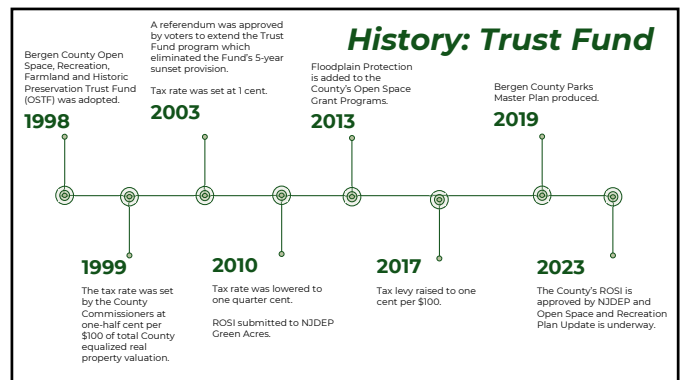 History: Trust Fund
Bergen County Open
Space, Recreation,
Farmland and Historic
Preservation Trust Fund
(OSTF) was adopted.
1998
The tax rate was set
by the County
Commissioners at
one-half cent per
$100 of total County
equalized real
property valuation.
1999
A referendum was approved
by voters to extend the Trust
Fund program which
eliminated the Fund's 5-year
sunset provision.
Tax rate was set at 1 cent.
2003
2010
Tax rate was lowered to
one quarter cent.
ROSI submitted to NJDEP
Green Acres.
Floodplain Protection
is added to the
County's Open Space
Grant Programs.
2013
2017
Tax levy raised to one
cent per $100.
Bergen County Parks
Master Plan produced.
2019
2023
The County's ROSI is
approved by NJDEP and
Open Space and Recreation
Plan Update is underway.